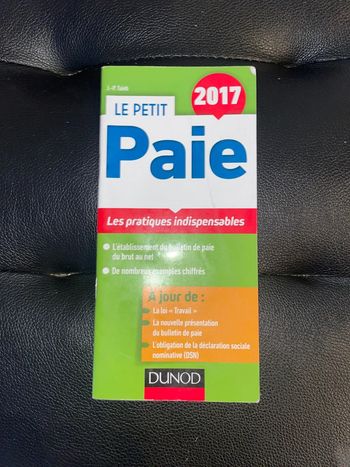 J.-P. Taïeb
2017
LE PETIT
Paie
Les pratiques indispensables
L'établissement du bulletin de paie
du brut au net
De nombreux exemples chiffrés
À jour de :
La loi « Travail »
La nouvelle présentation
du bulletin de paie
L'obligation de la déclaration sociale
nominative (DSN)
DUNOD